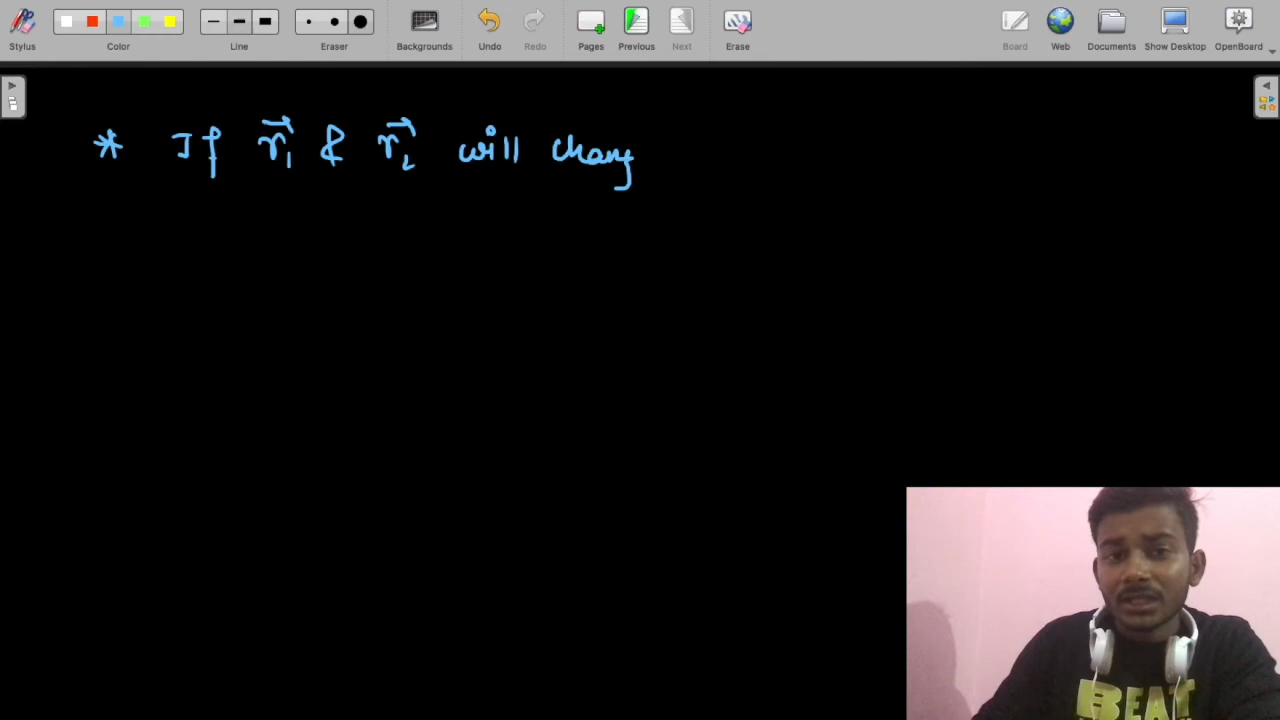 Stylus
Color
Line
Eraser
Backgrounds
Undo
Redo
Pages
Previous
Next
Erase
Board
Web
Documents
Show Desktop
OpenBoard
* If r⃗₁ & r⃗₂ will chang
BEAT